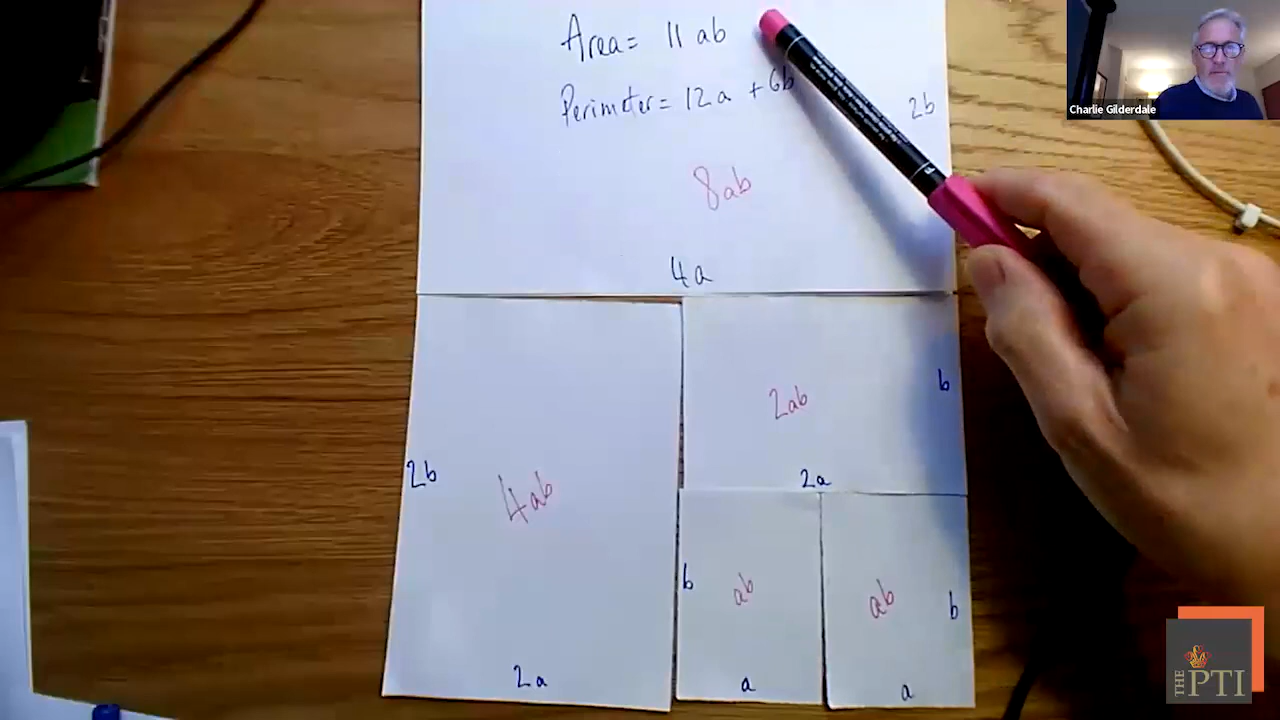 Area = 11 ab
Perimeter = 12a + 6b
2b
8ab
4a
2ab
b
2a
2b
4ab
2a
b
ab
a
ab
b
a
Charlie Gilderdale
THE PTI